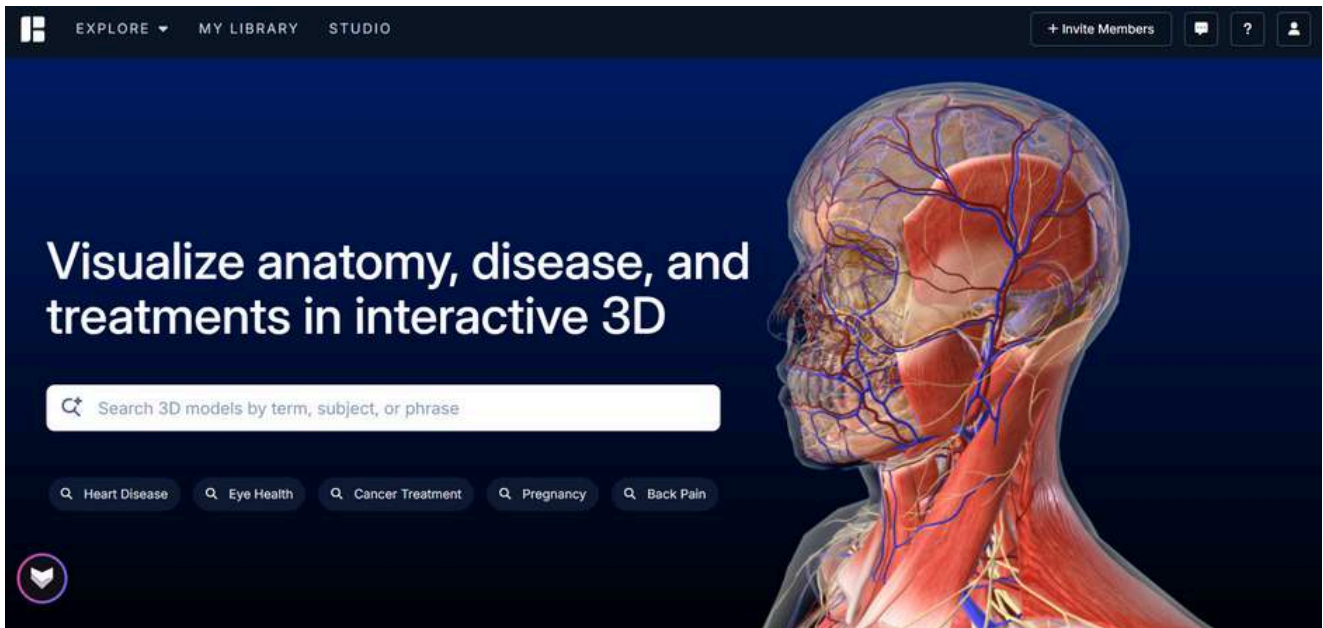 EXPLORE MY LIBRARY STUDIO + Invite Members ?
Visualize anatomy, disease, and
treatments in interactive 3D
Search 3D models by term, subject, or phrase
Heart Disease Eye Health Cancer Treatment Pregnancy Back Pain